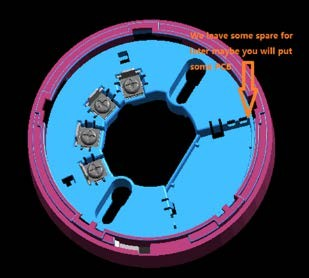 We leave some spare for
later maybe you will put
some PCB